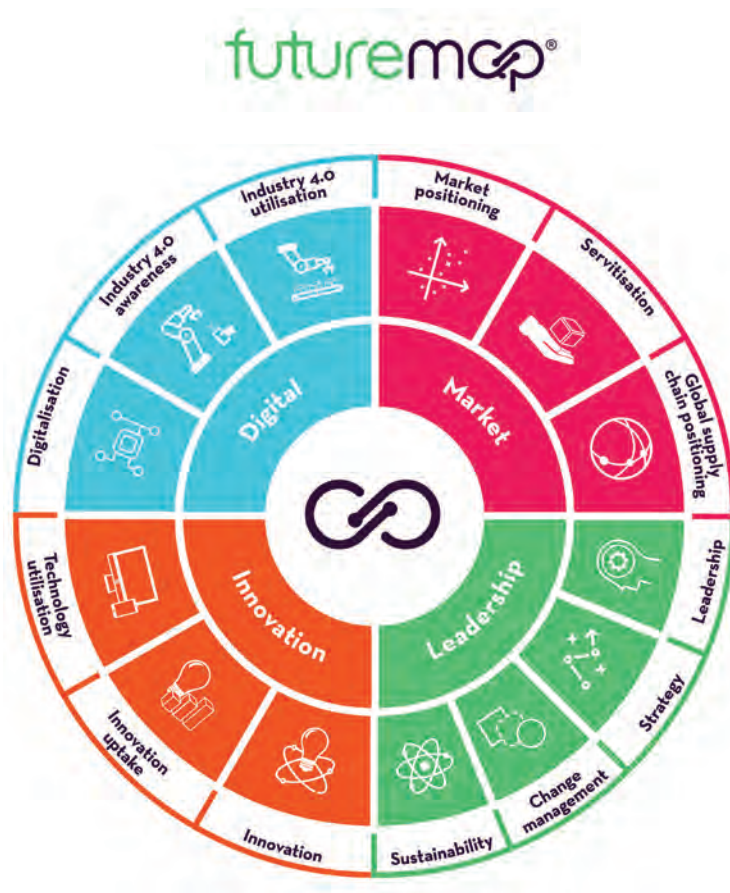 futuremap®
Industry 4.0
utilisation
Market
positioning
Industry 4.0
awareness
Servitisation
Digitalisation
Global supply
chain positioning
Digital
Market
Innovation
Leadership
Technology
utilisation
Leadership
Innovation
uptake
Strategy
Innovation
Sustainability
Change
management